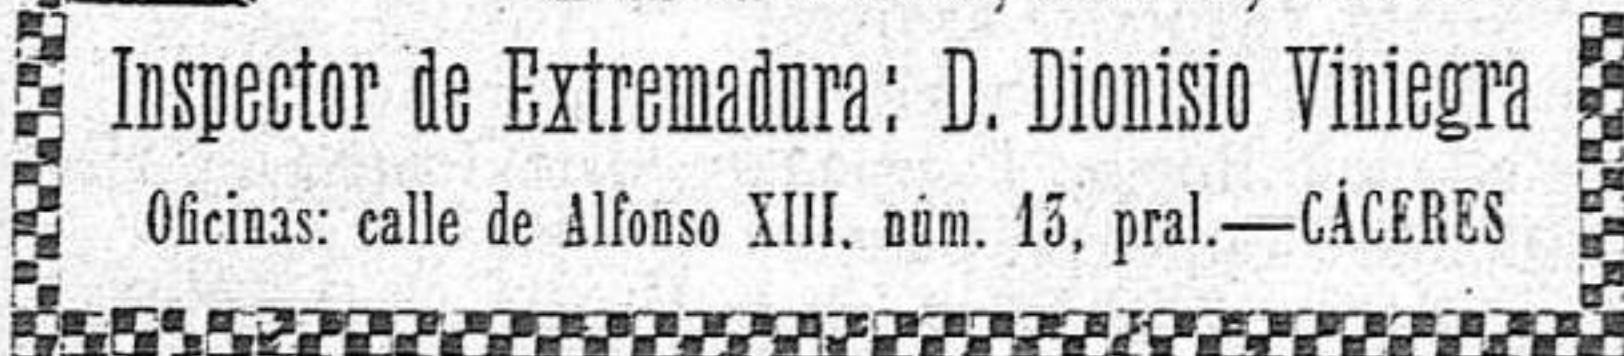 Inspector de Extremadura: D. Dionisio Viniegra
Oficinas: calle de Alfonso XIII. núm. 13, pral.—CÁCERES